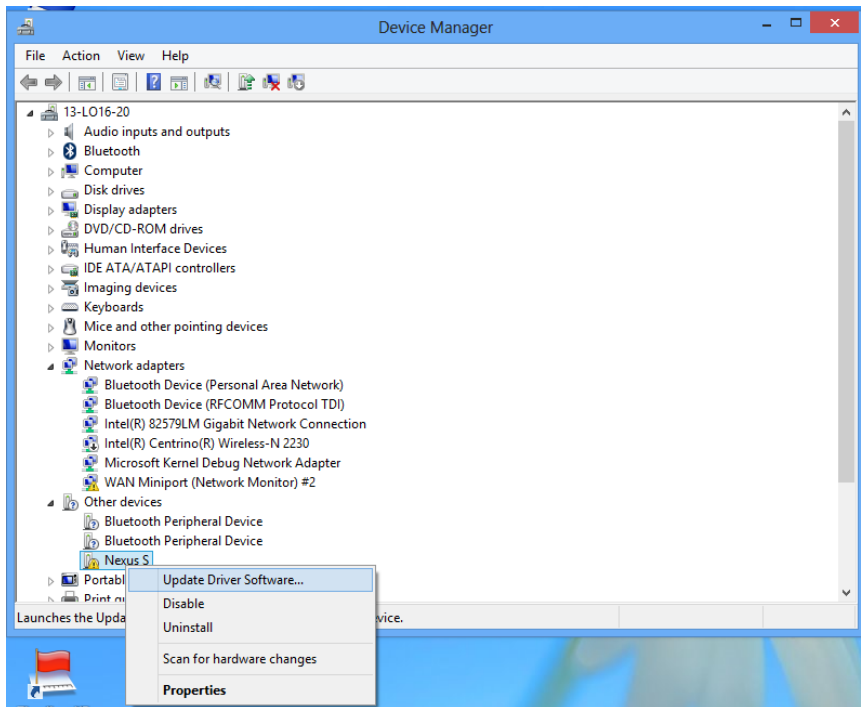 Device Manager
File Action View Help
13-LO16-20
Audio inputs and outputs
Bluetooth
Computer
Disk drives
Display adapters
DVD/CD-ROM drives
Human Interface Devices
IDE ATA/ATAPI controllers
Imaging devices
Keyboards
Mice and other pointing devices
Monitors
Network adapters
Bluetooth Device (Personal Area Network)
Bluetooth Device (RFCOMM Protocol TDI)
Intel(R) 82579LM Gigabit Network Connection
Intel(R) Centrino(R) Wireless-N 2230
Microsoft Kernel Debug Network Adapter
WAN Miniport (Network Monitor) #2
Other devices
Bluetooth Peripheral Device
Bluetooth Peripheral Device
Nexus S
Portabl
Update Driver Software...
Print
Disable
Launches the Upda
vice.
Uninstall
Scan for hardware changes
Properties